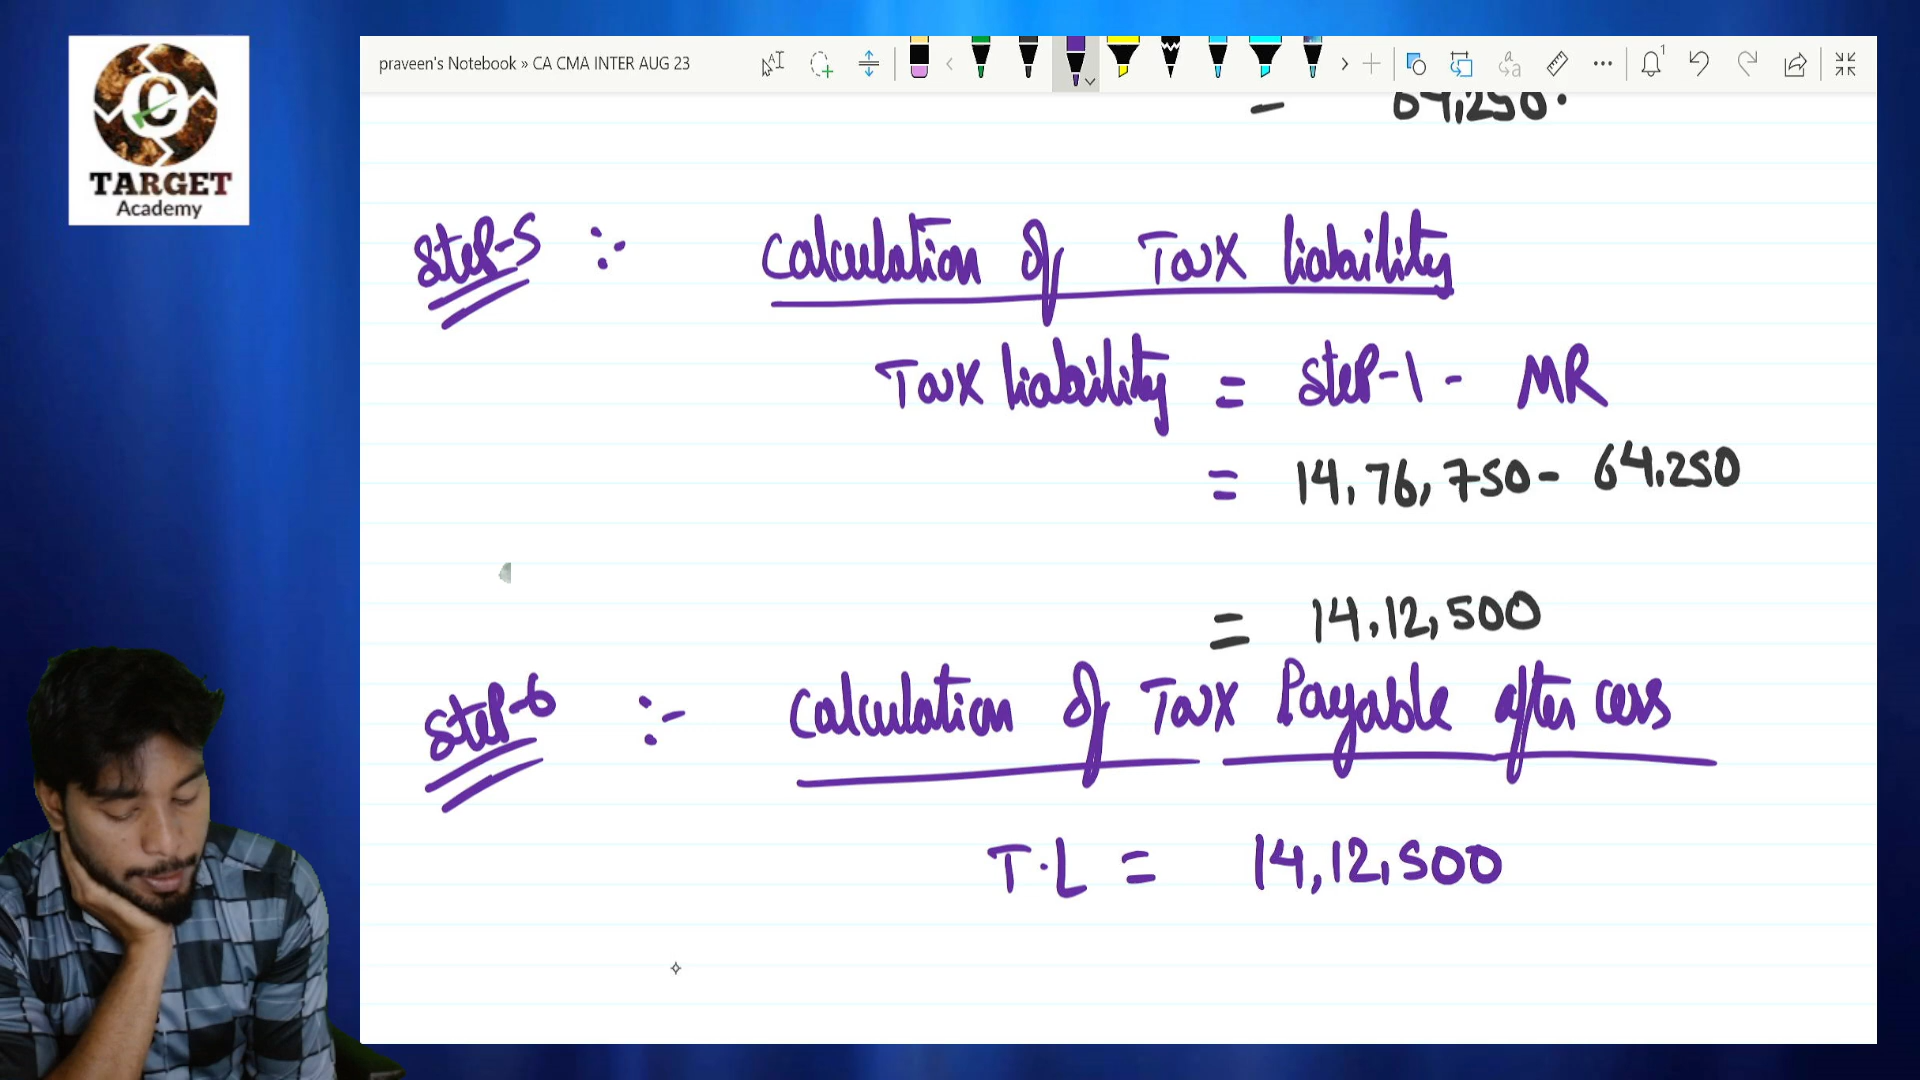 C
TARGET
Academy
praveen's Notebook » CA CMA INTER AUG 23
= 64,250.
Step-5 :- Calculation of Tax liability
Tax liability = Step-1 - MR
= 14,76,750 - 64,250
= 14,12,500
Step-6 :- Calculation of Tax Payable after cess
T.L = 14,12,500